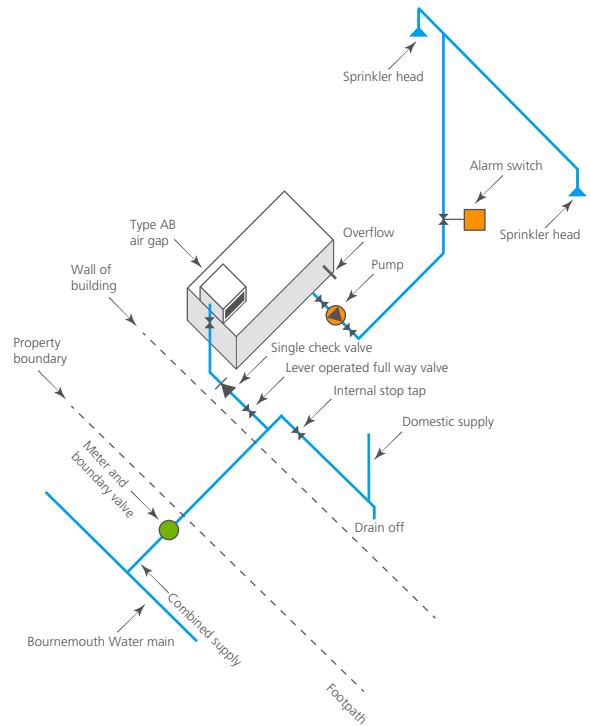 Sprinkler head
Alarm switch
Sprinkler head
Type AB
air gap
Overflow
Pump
Wall of
building
Property
boundary
Single check valve
Lever operated full way valve
Internal stop tap
Domestic supply
Meter and
boundary valve
Drain off
Combined supply
Bournemouth Water main
Footpath